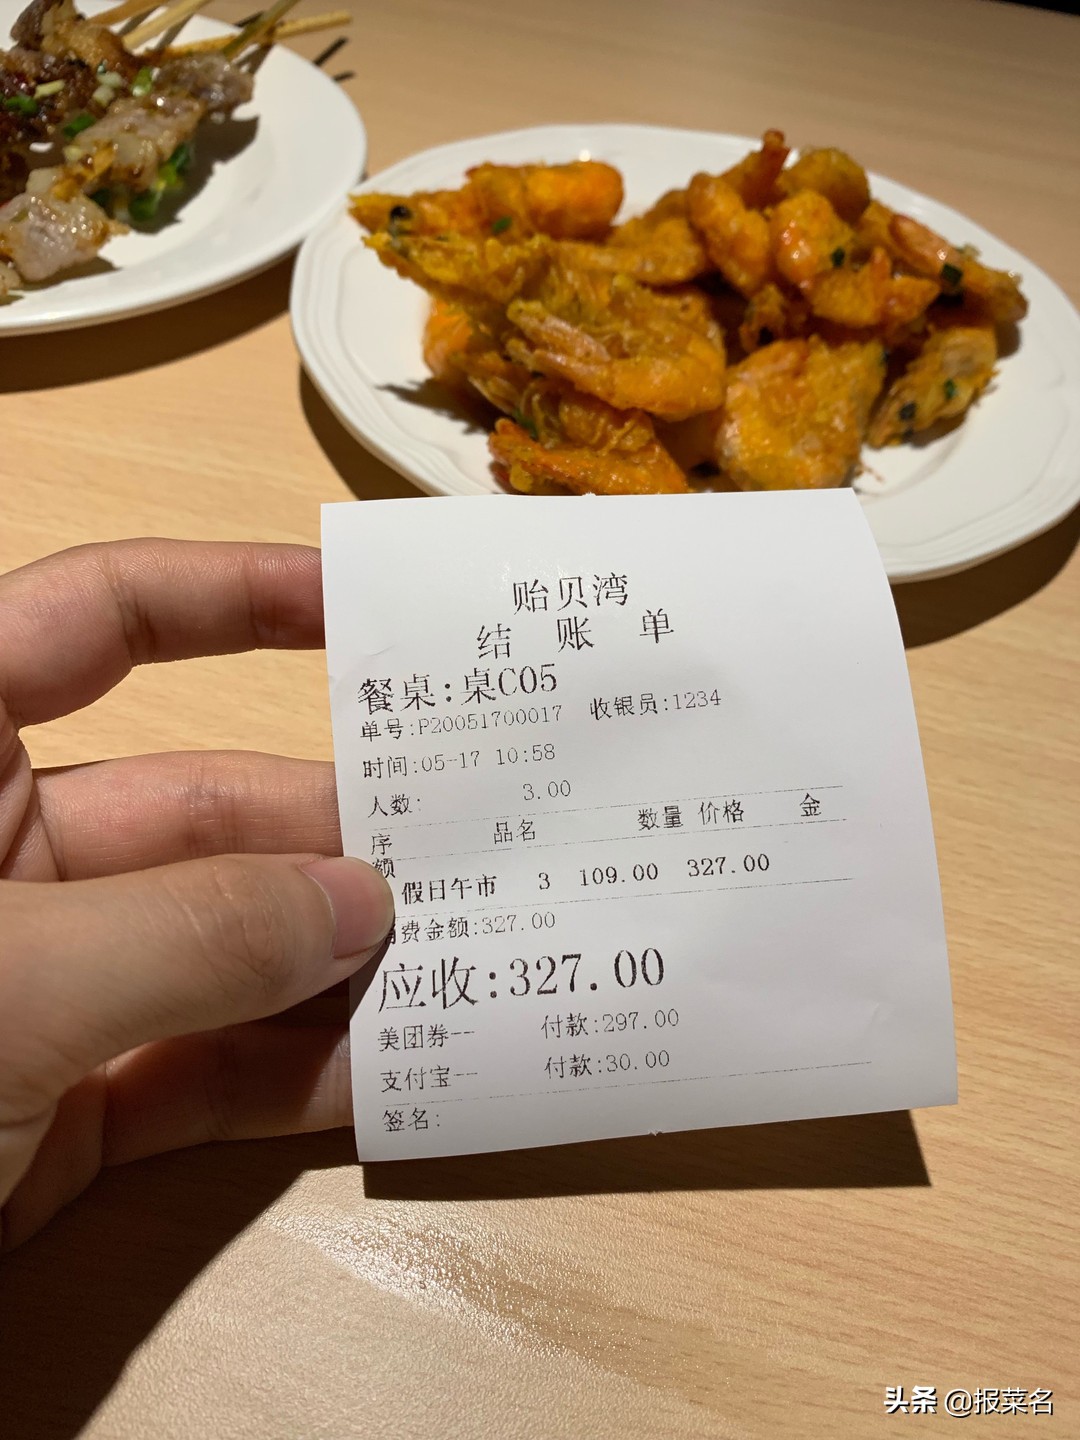 贻贝湾
结 账 单
餐桌:桌C05
单号:P20051700017 收银员:1234
时间:05-17 10:58
人数: 3.00
序 品名 数量 价格 金
额
假日午市 3 109.00 327.00
消费金额:327.00
应收:327.00
美团券-- 付款:297.00
支付宝-- 付款:30.00
签名:
头条 @报菜名